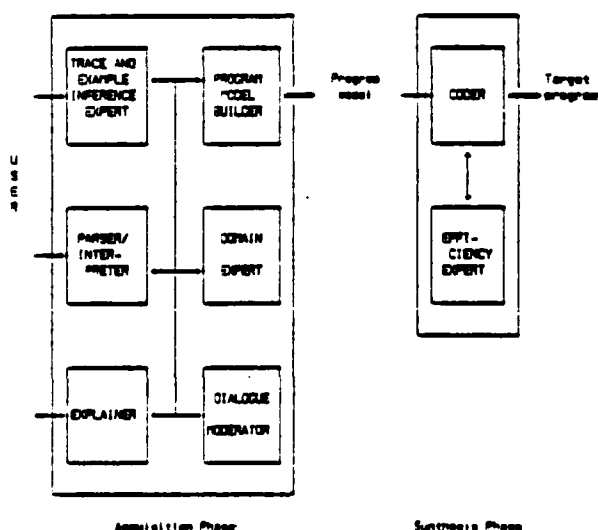 TRACE AND
EXAMPLE
INFERENCE
EXPERT
PROGRAM
MODEL
BUILDER
Program
model
CODER
Target
program
USER
PARSER/
INTER-
PRETER
DOMAIN
EXPERT
EFFI-
CIENCY
EXPERT
EXPLAINER
DIALOGUE
MODERATOR
Acquisition Phase
Synthesis Phase